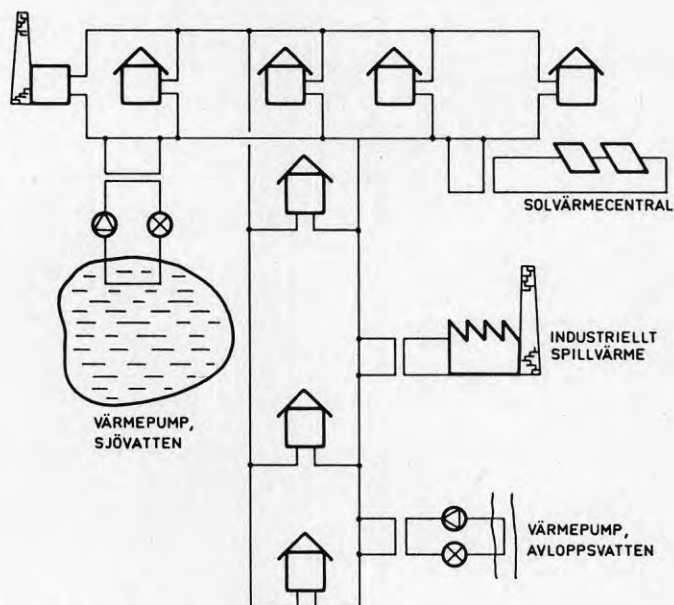 SOLVÄRMECENTRAL
INDUSTRIELLT
SPILLVÄRME
VÄRMEPUMP,
SJÖVATTEN
VÄRMEPUMP,
AVLOPPSVATTEN